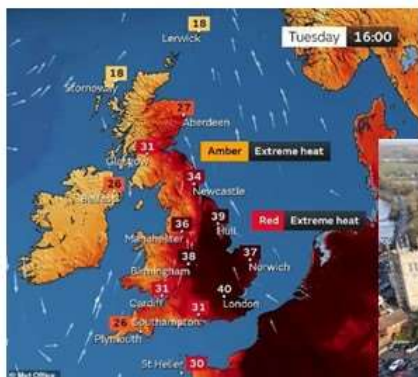 18
Lerwick
Tuesday 16:00
18
Stornoway
27
Aberdeen
31
Glasgow
Amber Extreme heat
26
Belfast
34
Newcastle
39
Hull
Red Extreme heat
36
Manchester
37
Norwich
38
Birmingham
40
London
31
Cardiff
31
Southampton
26
Plymouth
St Helier 30
© Met Office